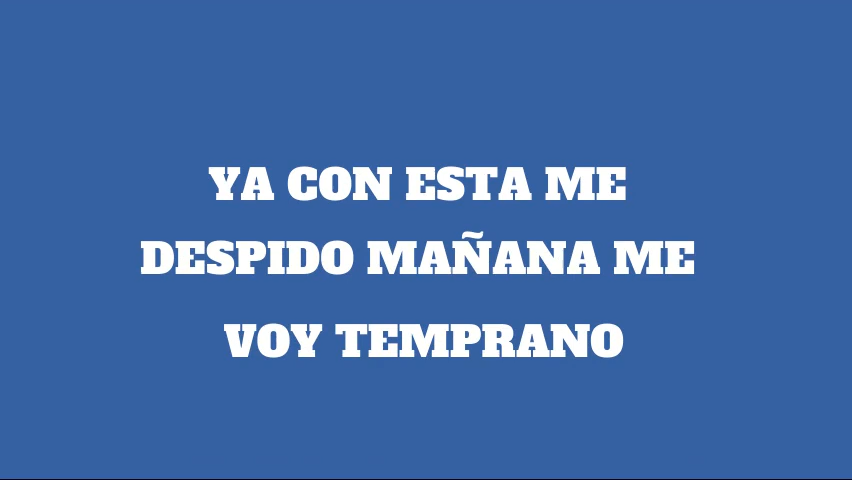 YA CON ESTA ME
DESPIDO MAÑANA ME
VOY TEMPRANO